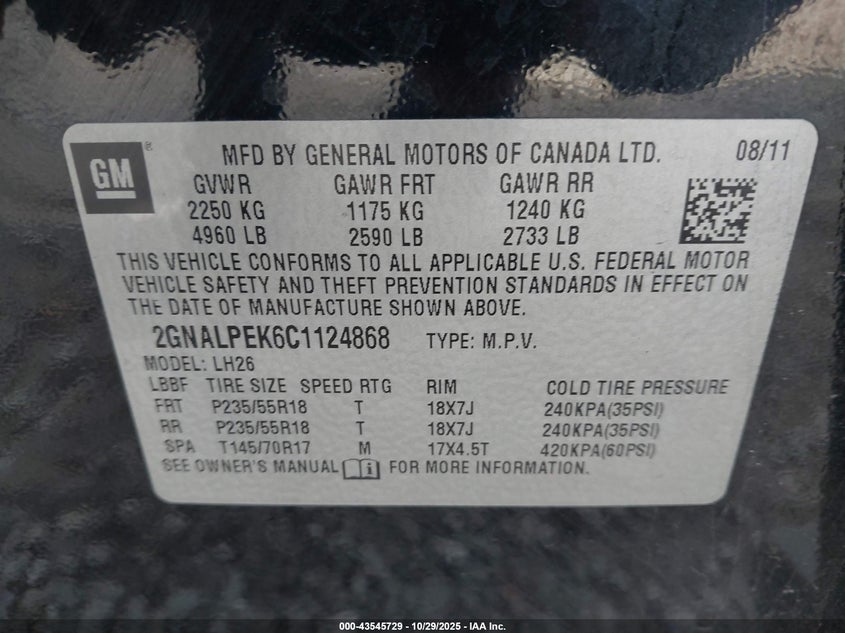 GM ®
MFD BY GENERAL MOTORS OF CANADA LTD. 08/11
GVWR GAWR FRT GAWR RR
2250 KG 1175 KG 1240 KG
4960 LB 2590 LB 2733 LB
THIS VEHICLE CONFORMS TO ALL APPLICABLE U.S. FEDERAL MOTOR
VEHICLE SAFETY AND THEFT PREVENTION STANDARDS IN EFFECT ON
THE DATE OF MANUFACTURE SHOWN ABOVE.
2GNALPEK6C1124868 TYPE: M.P.V.
MODEL: LH26
LBBF TIRE SIZE SPEED RTG RIM COLD TIRE PRESSURE
FRT P235/55R18 T 18X7J 240KPA(35PSI)
RR P235/55R18 T 18X7J 240KPA(35PSI)
SPA T145/70R17 M 17X4.5T 420KPA(60PSI)
SEE OWNER'S MANUAL i FOR MORE INFORMATION.
000-43545729 - 10/29/2025 - IAA Inc.